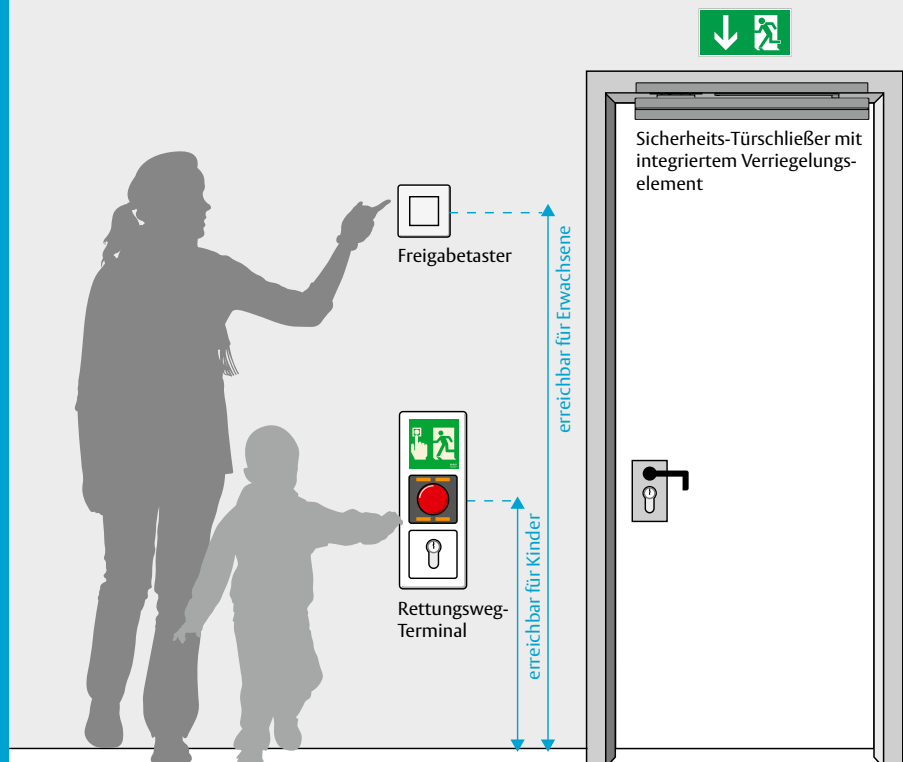 Sicherheits-Türschließer mit
integriertem Verriegelungs-
element
Freigabetaster
erreichbar für Erwachsene
Rettungsweg-
Terminal
erreichbar für Kinder